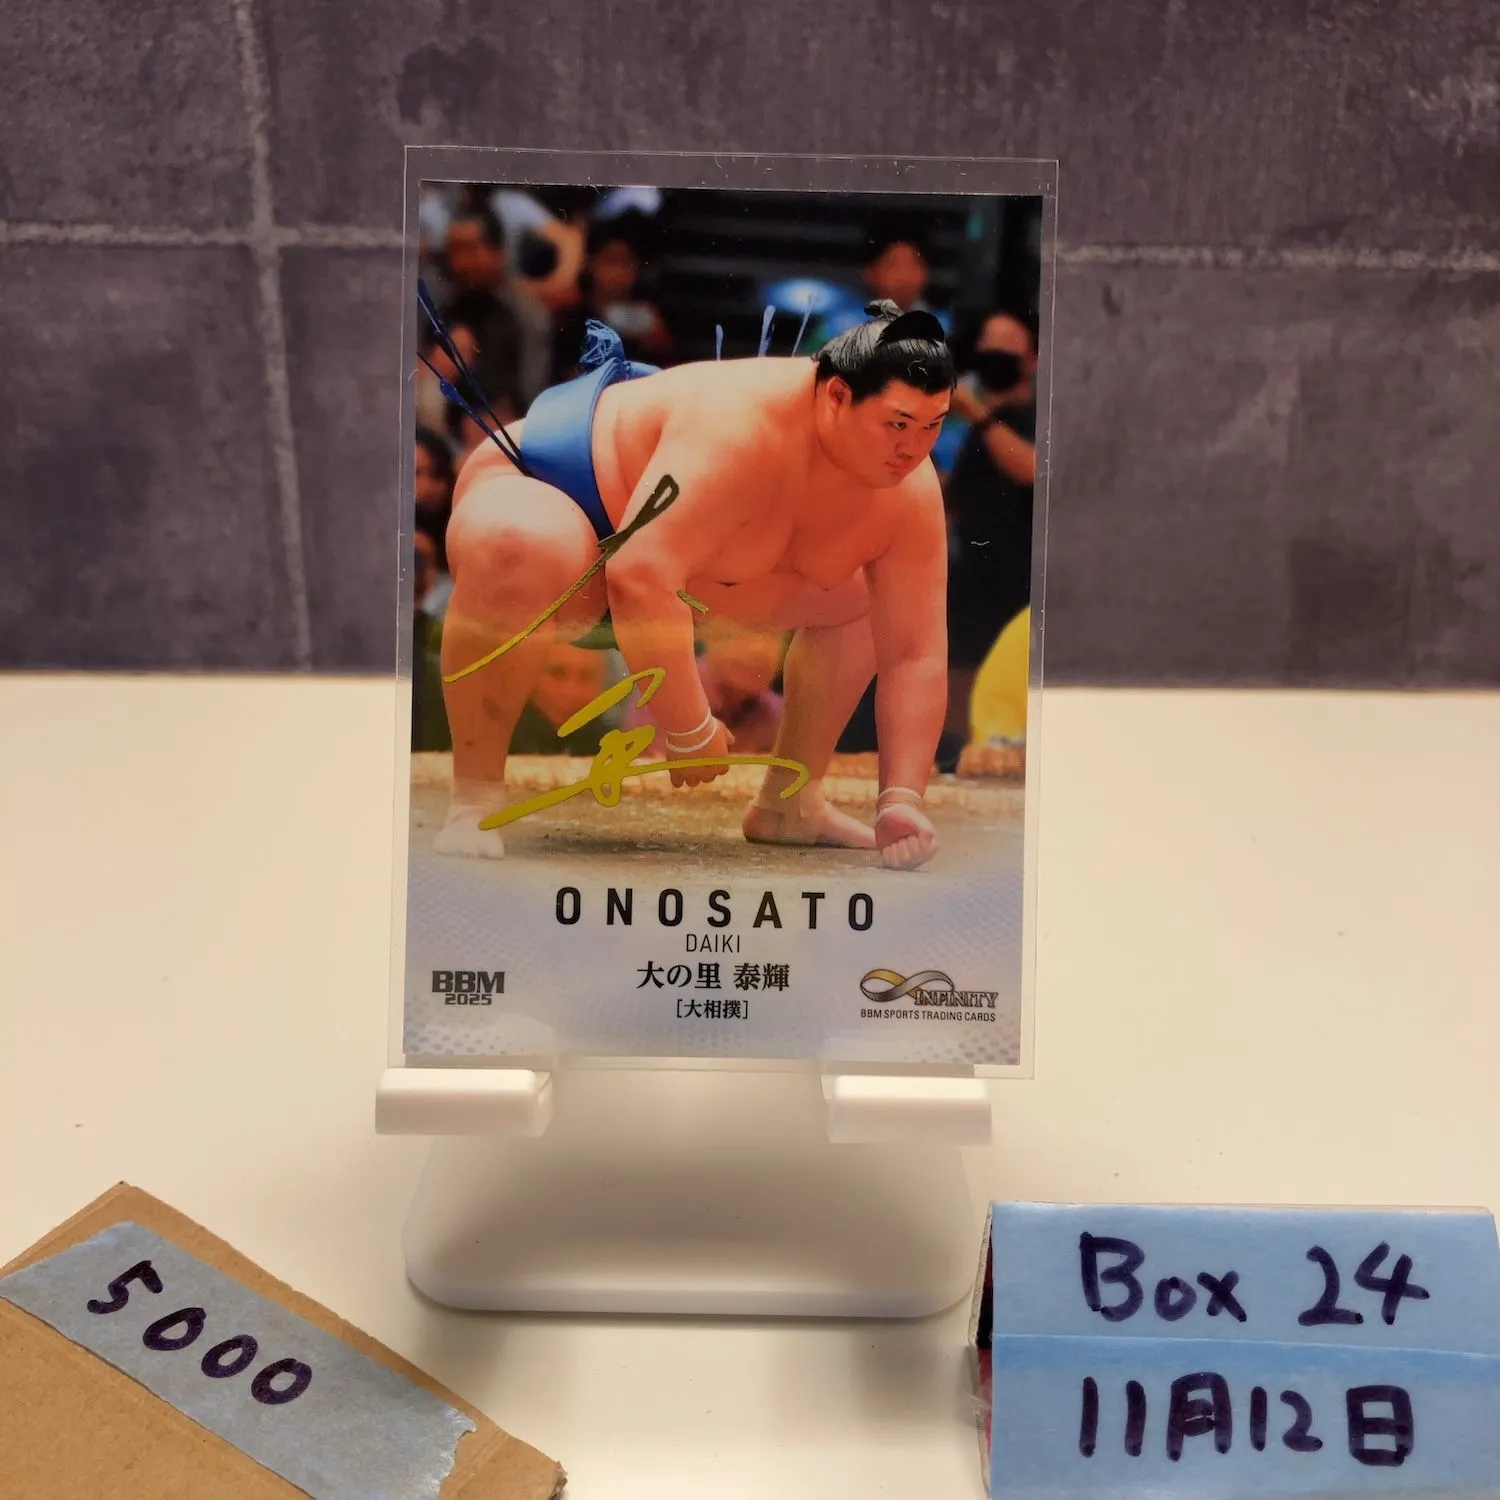 ONOSATO
DAIKI
大の里 泰輝
[大相撲]
BBM
2025
INFINITY
BBM SPORTS TRADING CARDS
5000
Box 24
11月12日